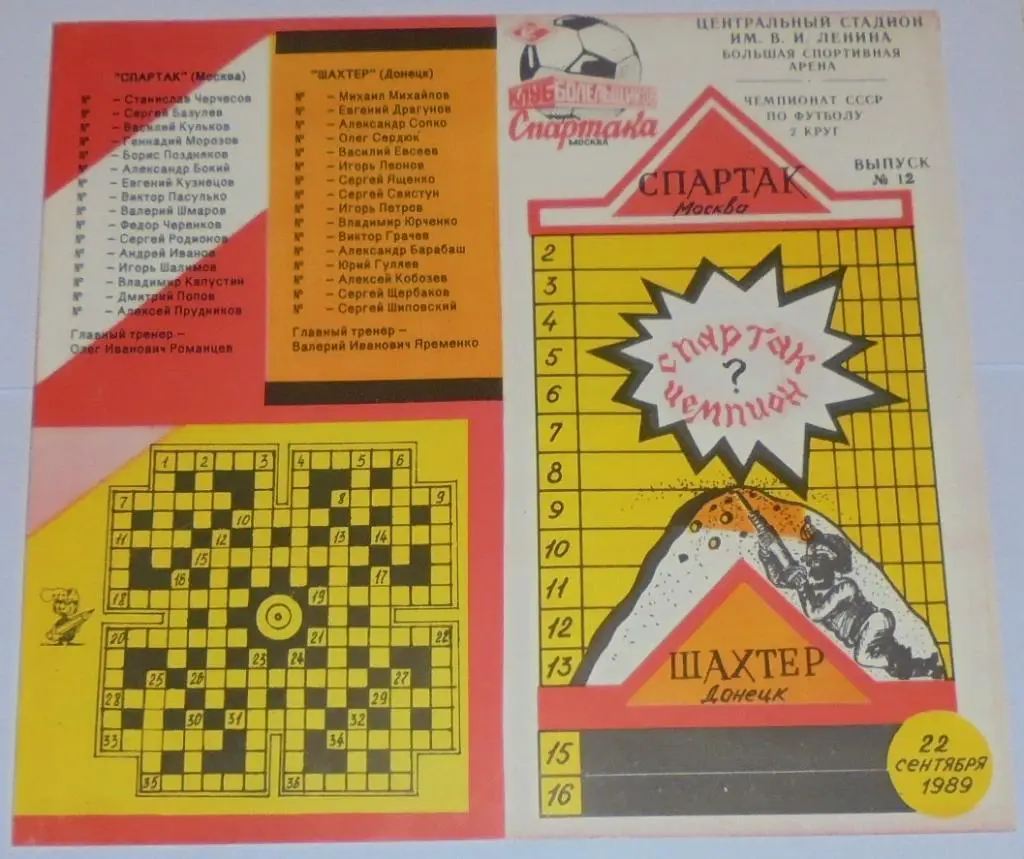 "СПАРТАК" (Москва)
№ – Станислав Черчесов
№ – Сергей Базулев
№ – Василий Кульков
№ – Геннадий Морозов
№ – Борис Поздняков
№ – Александр Бокий
№ – Евгений Кузнецов
№ – Виктор Пасулько
№ – Валерий Шмаров
№ – Федор Черенков
№ – Сергей Родионов
№ – Андрей Иванов
№ – Игорь Шалимов
№ – Владимир Капустин
№ – Дмитрий Попов
№ – Алексей Прудников
Главный тренер –
Олег Иванович Романцев
"ШАХТЕР" (Донецк)
№ – Михаил Михайлов
№ – Евгений Драгунов
№ – Александр Сопко
№ – Олег Сердюк
№ – Василий Евсеев
№ – Игорь Леонов
№ – Сергей Ященко
№ – Сергей Свистун
№ – Игорь Петров
№ – Владимир Юрченко
№ – Виктор Грачев
№ – Александр Барабаш
№ – Юрий Гуляев
№ – Алексей Кобозев
№ – Сергей Щербаков
№ – Сергей Шиповский
Главный тренер –
Валерий Иванович Яременко
1 2 3 4 5 6
7 8 9
10
11 12 13 14
15
16 17
18 19
20 21 22
23 24
25 26 27
28 29
30 31 32
33 34
35 36
КЛУБ БОЛЕЛЬЩИКОВ
Спартака
МОСКВА
ЦЕНТРАЛЬНЫЙ СТАДИОН
ИМ. В. И. ЛЕНИНА
БОЛЬШАЯ СПОРТИВНАЯ
АРЕНА
ЧЕМПИОНАТ СССР
ПО ФУТБОЛУ
2 КРУГ
ВЫПУСК
№ 12
СПАРТАК
Москва
2
3
4
5
6
7
8
9
10
11
12
13
спартак
?
чемпион
ШАХТЕР
Донецк
15
16
22
СЕНТЯБРЯ
1989